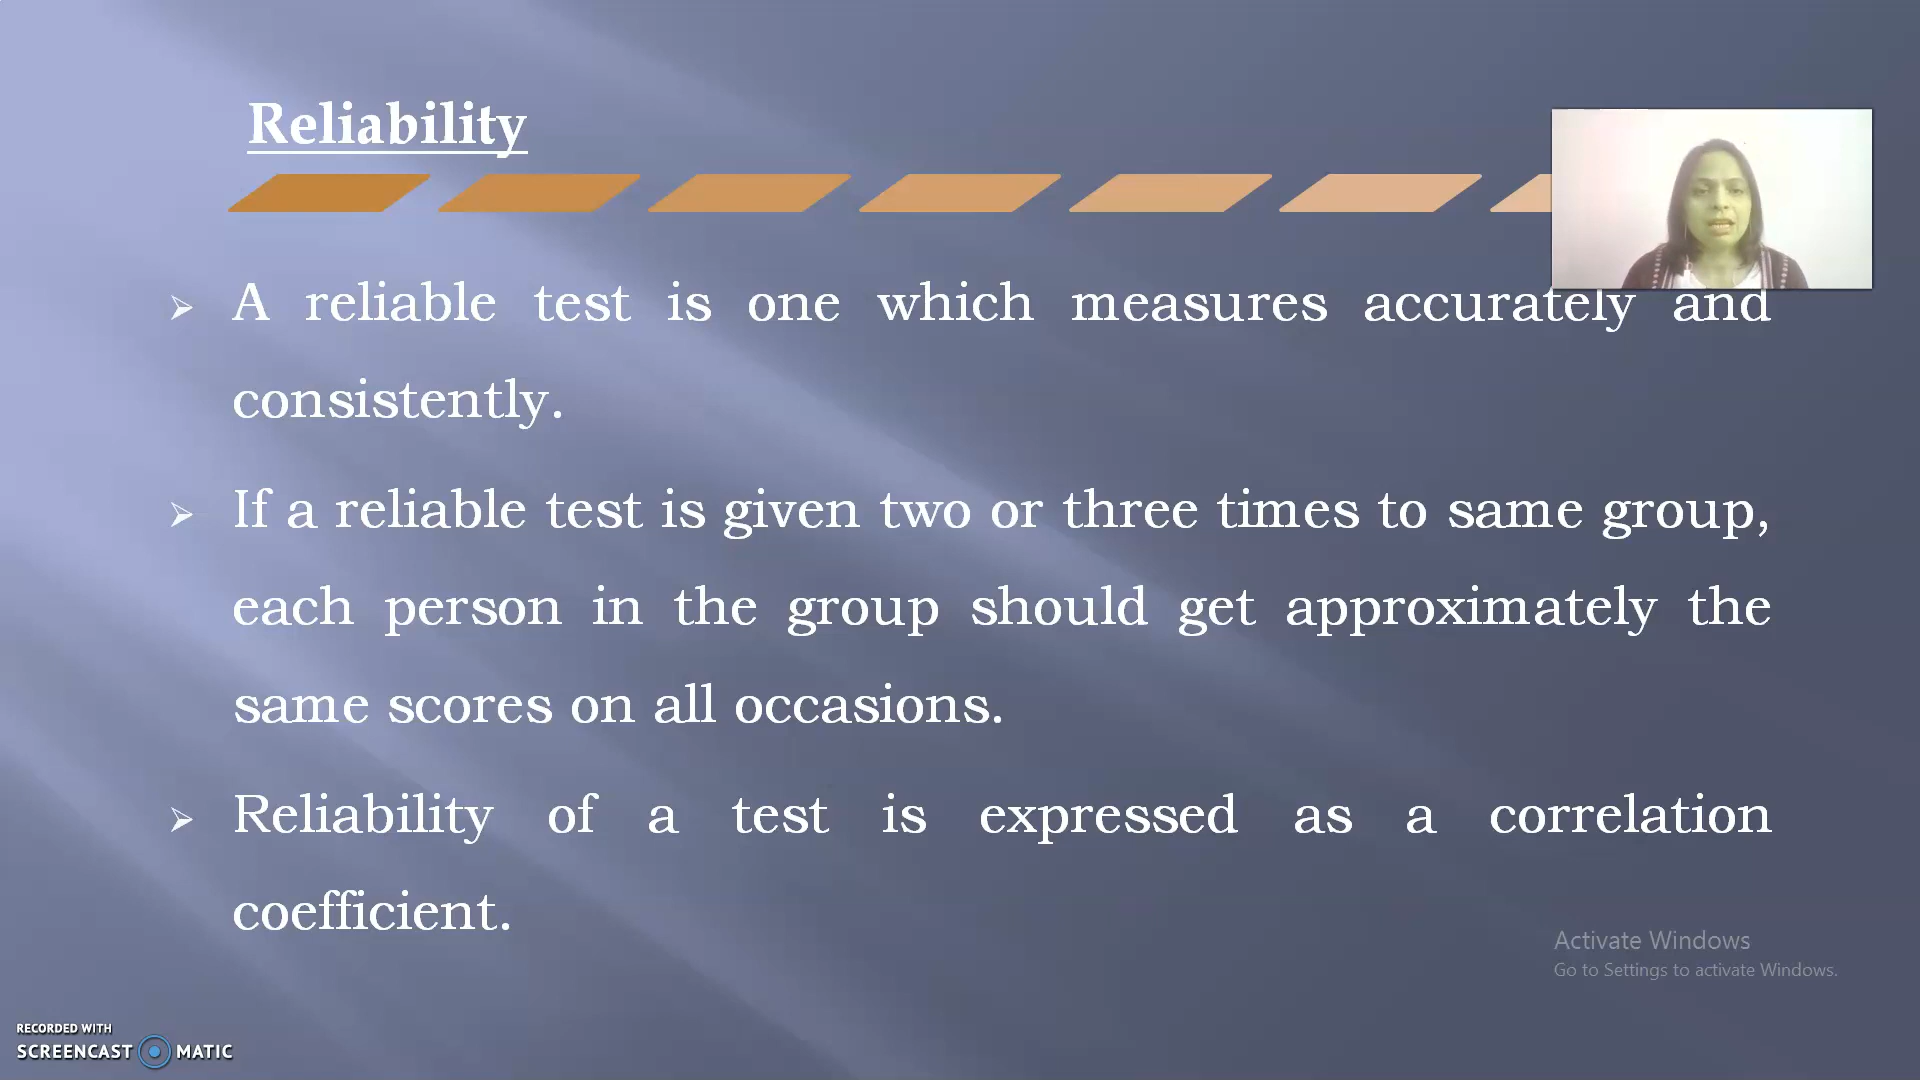 Reliability
A reliable test is one which measures accurately and
consistently.
If a reliable test is given two or three times to same group,
each person in the group should get approximately the
same scores on all occasions.
Reliability of a test is expressed as a correlation
coefficient.
Activate Windows
Go to Settings to activate Windows.
RECORDED WITH
SCREENCAST MATIC